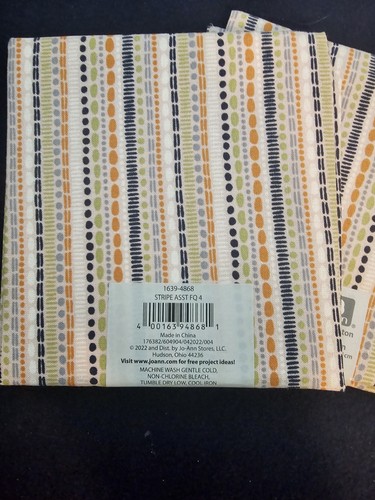 1639-4868
STRIPE ASST FQ 4
4 00163 94868 1
Made in China
176382/604904/042022/004
© 2022 and Dist. by Jo-Ann Stores, LLC.
Hudson, Ohio 44236
Visit www.joann.com for free project ideas!
MACHINE WASH GENTLE COLD,
NON-CHLORINE BLEACH,
TUMBLE DRY LOW, COOL IRON